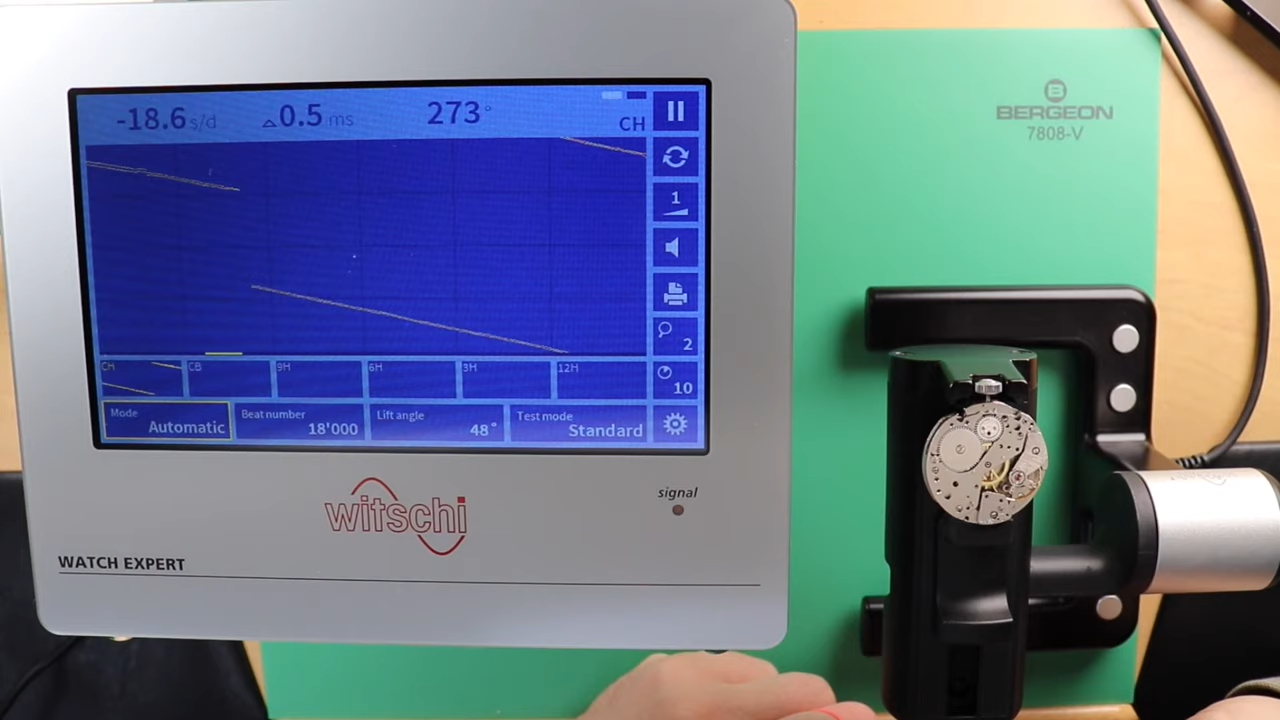 -18.6 s/d
△0.5 ms
273°
CH
1
2
10
CH
CB
9H
6H
3H
12H
Mode
Automatic
Beat number
18'000
Lift angle
48°
Test mode
Standard
witschi
signal
WATCH EXPERT
B
BERGEON
7808-V